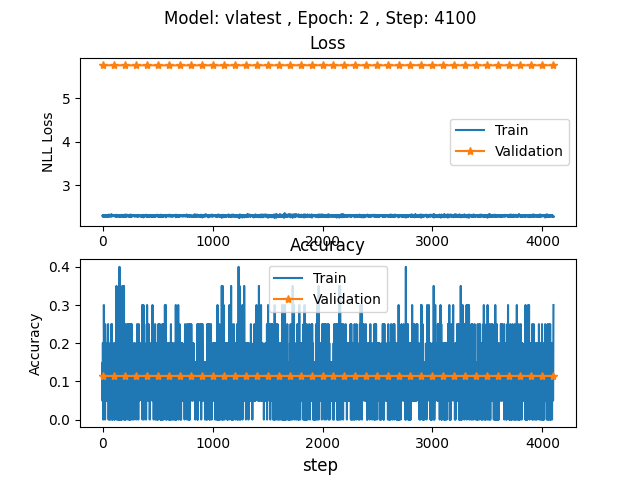 Model: vlatest , Epoch: 2 , Step: 4100
Loss
NLL Loss
5
4
3
Train
Validation
0 1000 2000 3000 4000
Accuracy
Accuracy
0.4
0.3
0.2
0.1
0.0
Train
Validation
0 1000 2000 3000 4000
step